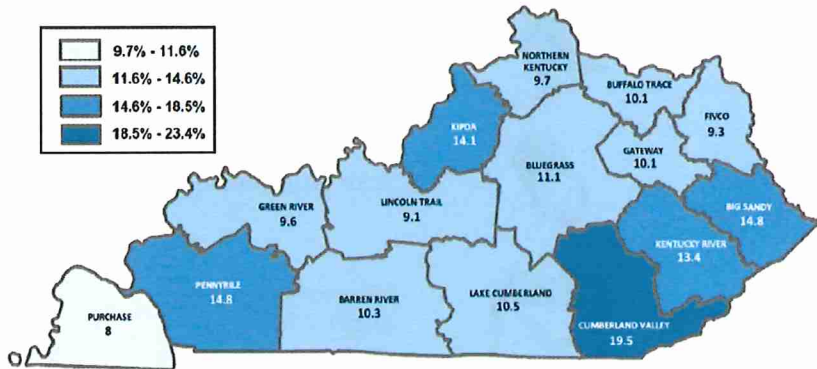 9.7% - 11.6%
11.6% - 14.6%
14.6% - 18.5%
18.5% - 23.4%
NORTHERN
KENTUCKY
9.7
BUFFALO TRACE
10.1
FIVCO
9.3
KIPDA
14.1
GATEWAY
10.1
BLUEGRASS
11.1
GREEN RIVER
9.6
LINCOLN TRAIL
9.1
BIG SANDY
14.8
KENTUCKY RIVER
13.4
PENNYRILE
14.8
BARREN RIVER
10.3
LAKE CUMBERLAND
10.5
PURCHASE
8
CUMBERLAND VALLEY
19.5